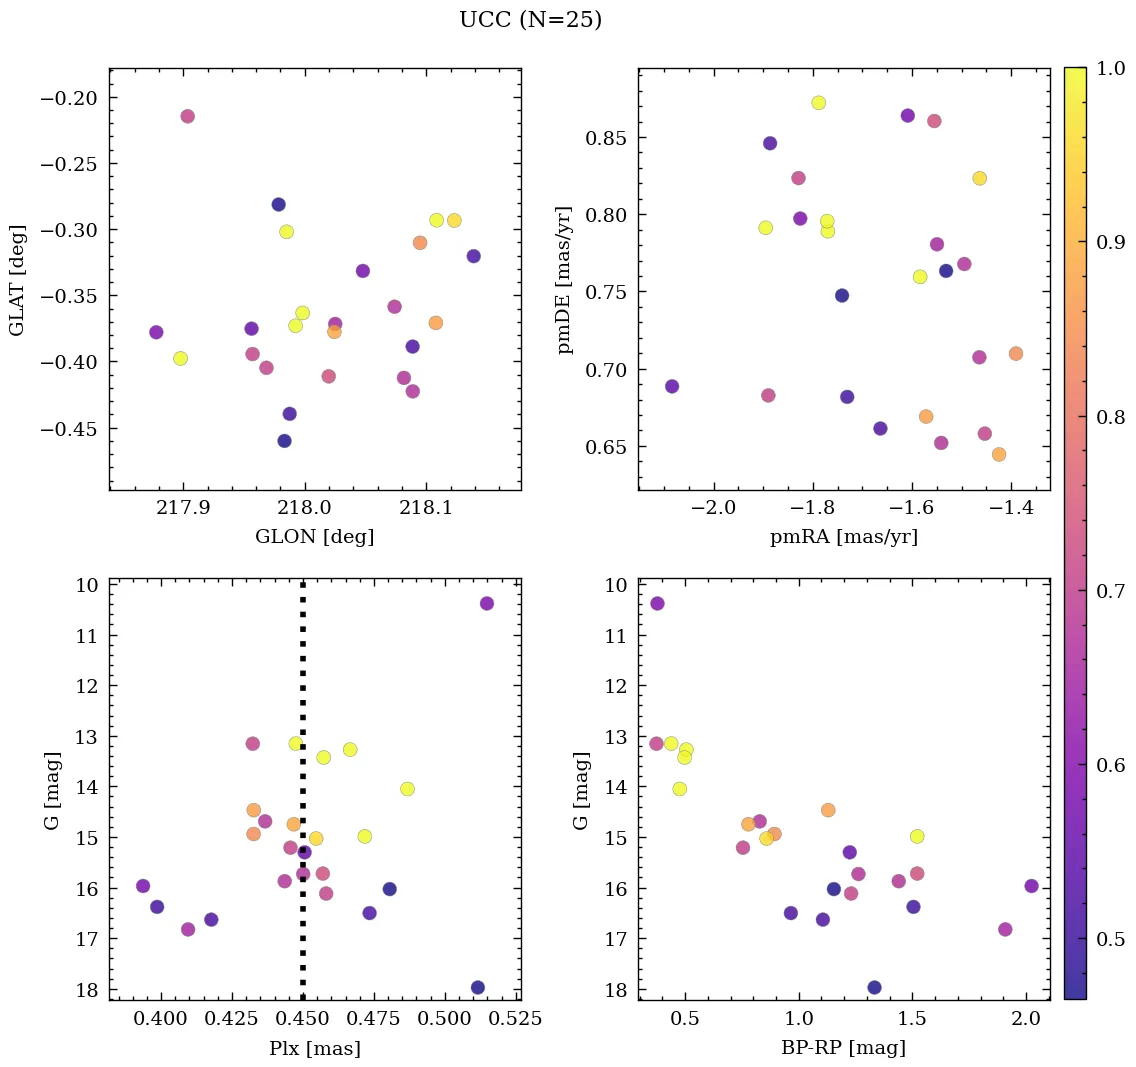 UCC (N=25)
−0.20
−0.25
−0.30
−0.35
−0.40
−0.45
GLAT [deg]
217.9 218.0 218.1
GLON [deg]
0.85
0.80
0.75
0.70
0.65
pmDE [mas/yr]
−2.0 −1.8 −1.6 −1.4
pmRA [mas/yr]
10
11
12
13
14
15
16
17
18
G [mag]
0.400 0.425 0.450 0.475 0.500 0.525
Plx [mas]
10
11
12
13
14
15
16
17
18
G [mag]
0.5 1.0 1.5 2.0
BP-RP [mag]
1.0
0.9
0.8
0.7
0.6
0.5